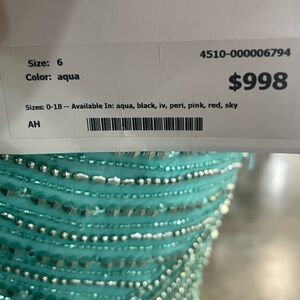 4510-000006794
Size: 6
Color: aqua
$998
Sizes: 0-18 -- Available In: aqua, black, iv, peri, pink, red, sky
AH